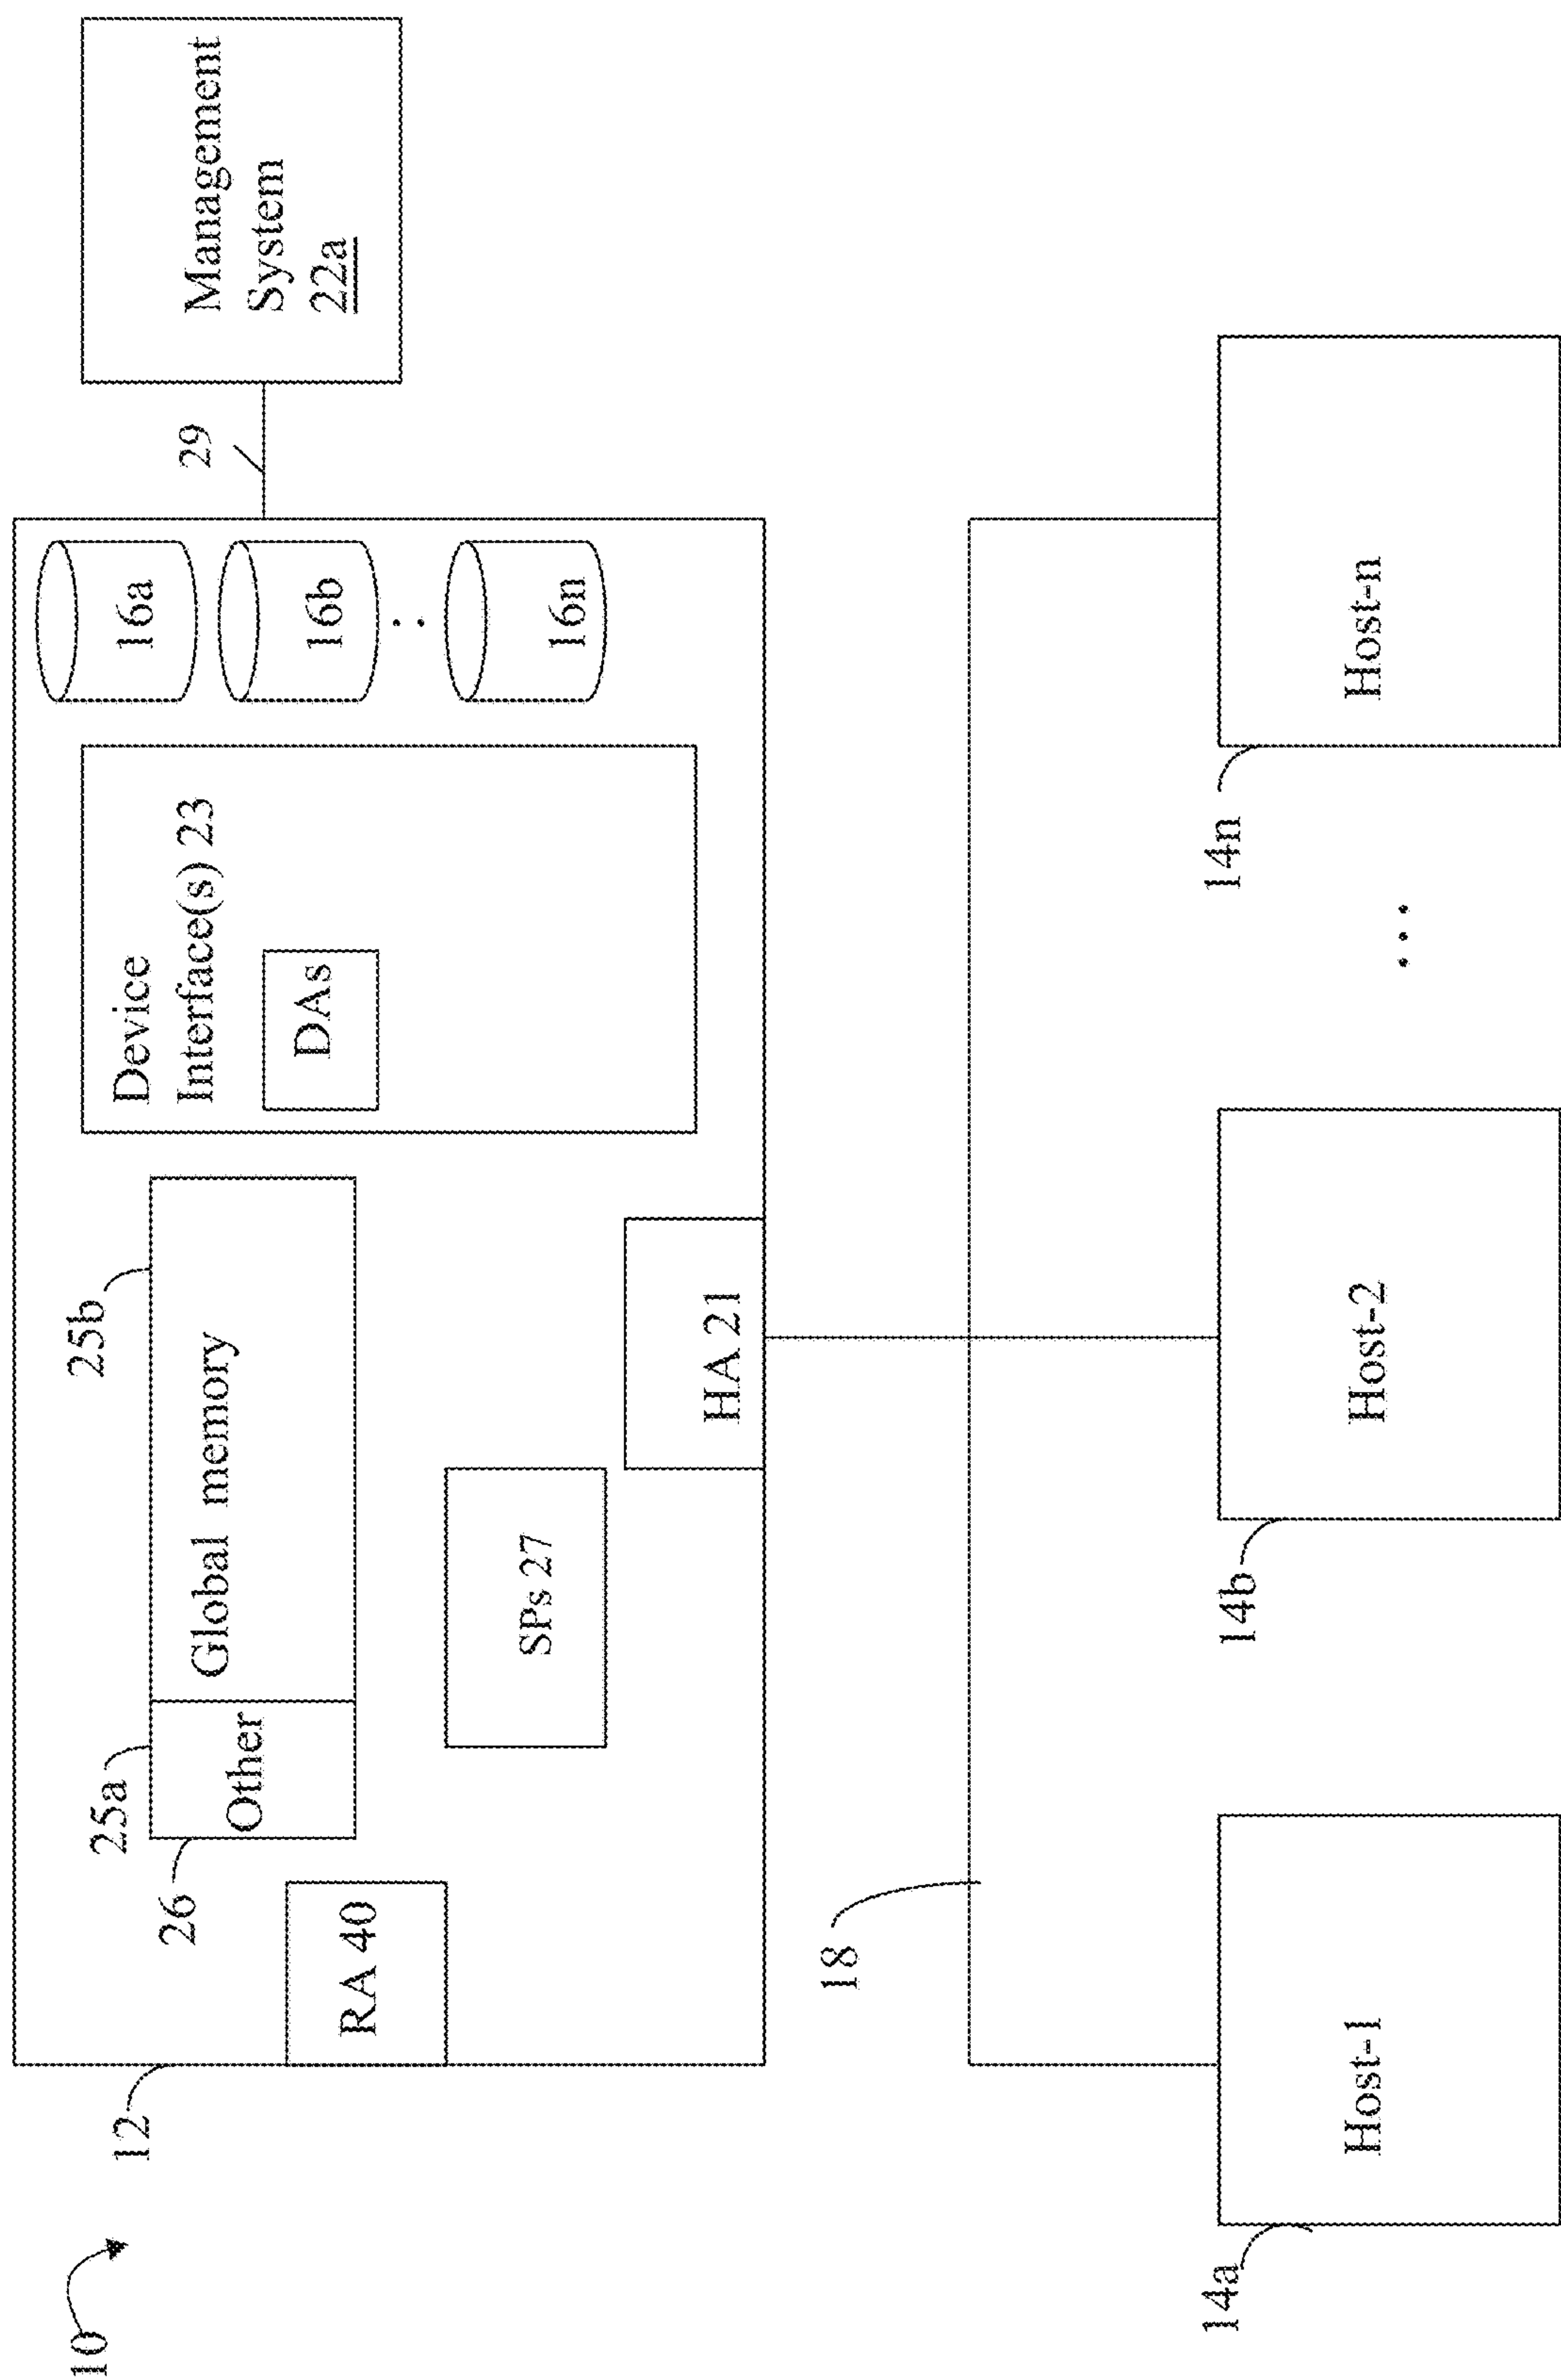 10
12
26
25a
25b
Other
Global memory
RA 40
SPs 27
HA 21
Device
Interface(s) 23
DAs
16a
16b
:
16n
29
Management
System
22a
18
14a
Host-1
14b
Host-2
...
14n
Host-n